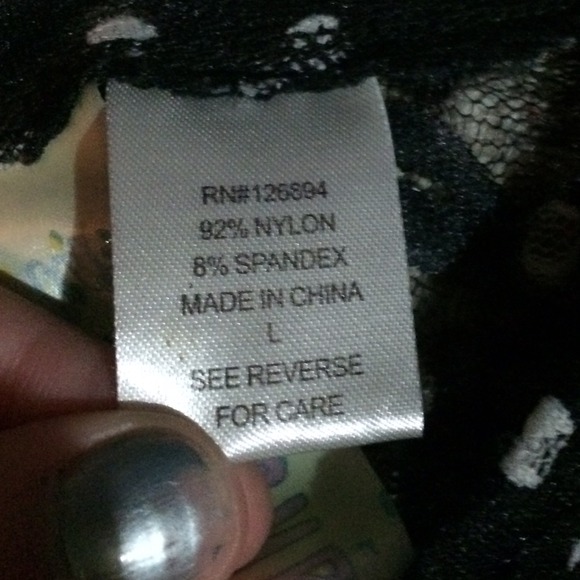 RN#126894
92% NYLON
8% SPANDEX
MADE IN CHINA
L
SEE REVERSE
FOR CARE